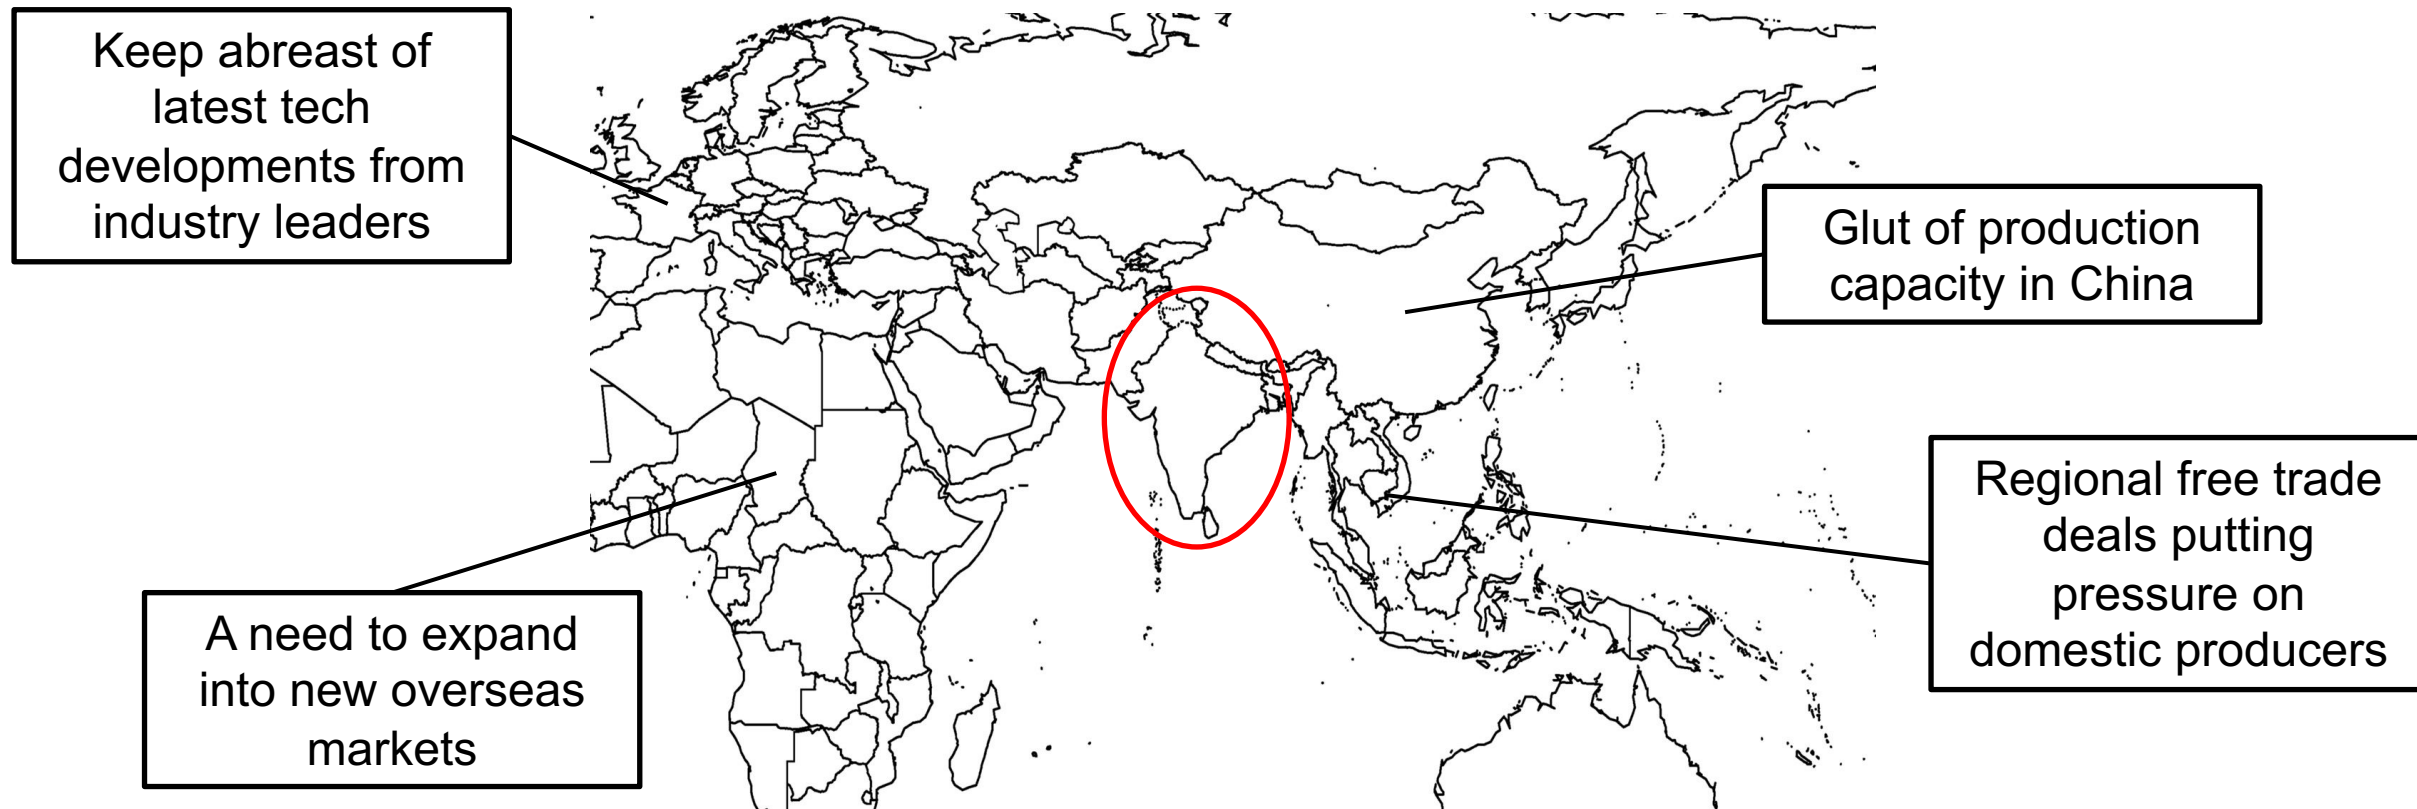 Keep abreast of
latest tech
developments from
industry leaders
Glut of production
capacity in China
Regional free trade
deals putting
pressure on
domestic producers
A need to expand
into new overseas
markets